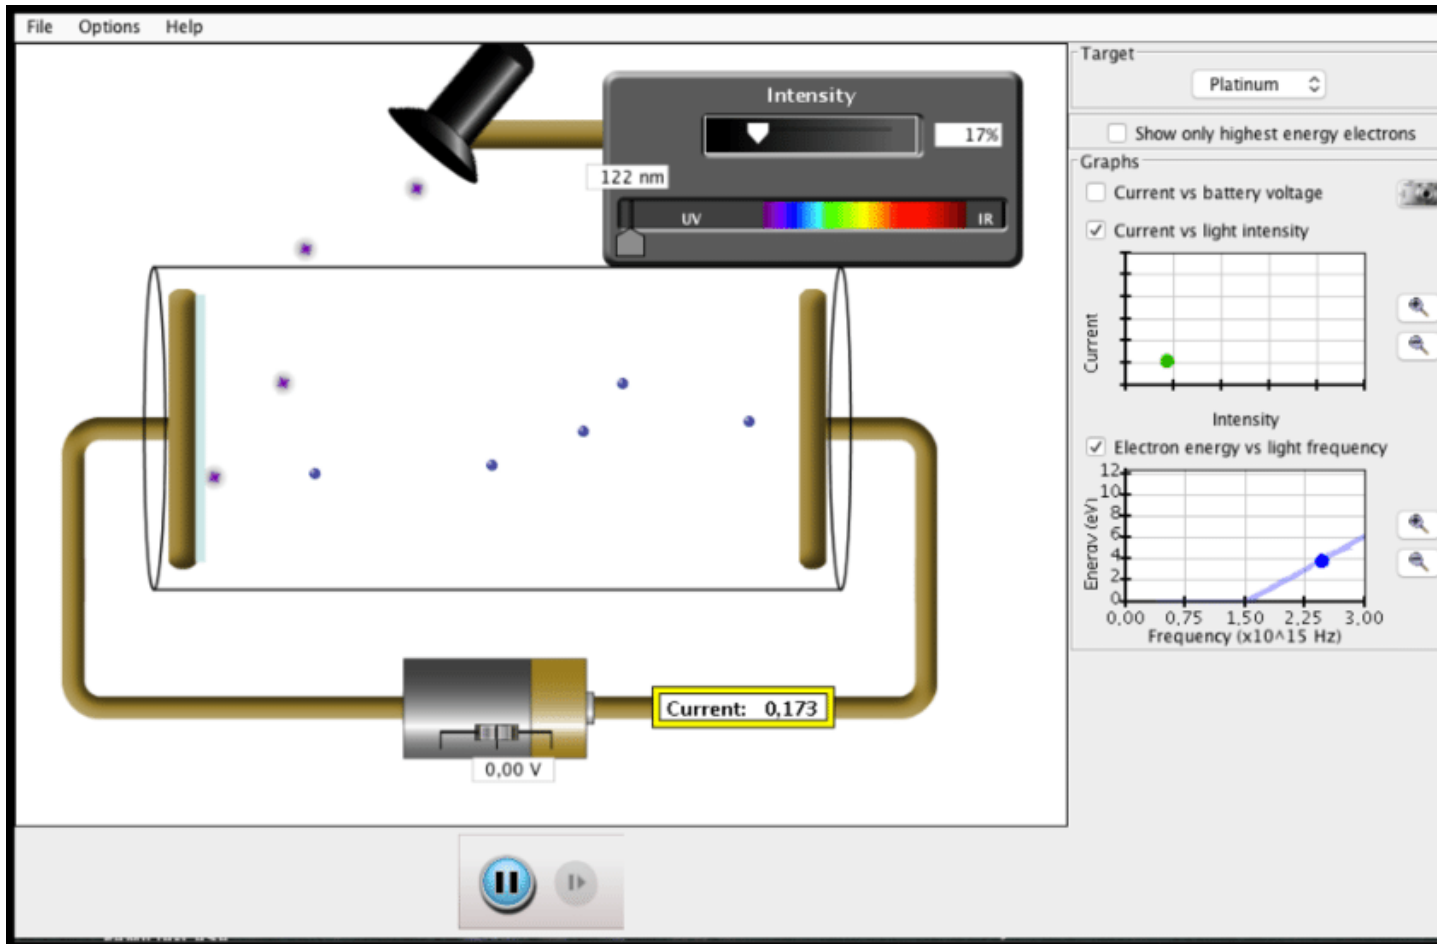 File Options Help
Intensity
17%
122 nm
UV IR
Current: 0,173
0,00 V
Target
Platinum
Show only highest energy electrons
Graphs
Current vs battery voltage
Current vs light intensity
Current
Intensity
Electron energy vs light frequency
Energy (eV)
12
10
8
6
4
2
0
0,00 0,75 1,50 2,25 3,00
Frequency (x10^15 Hz)